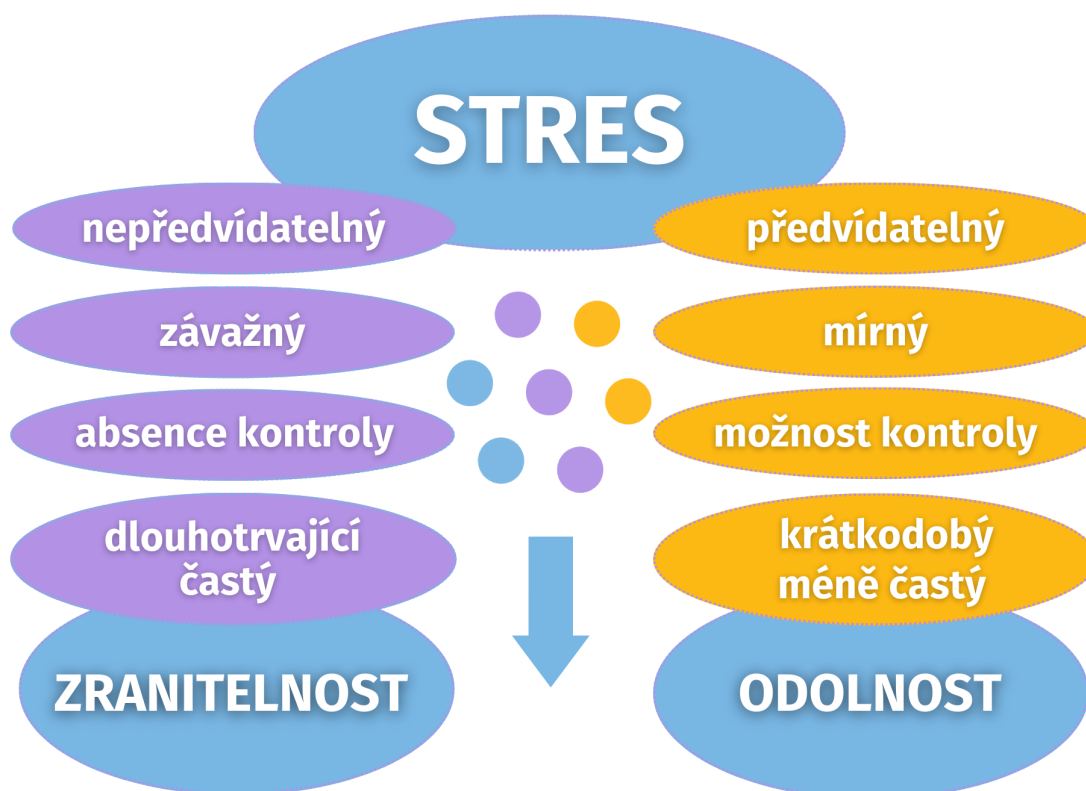 STRES
nepředvídatelný
závažný
absence kontroly
dlouhotrvající
častý
ZRANITELNOST
předvídatelný
mírný
možnost kontroly
krátkodobý
méně častý
ODOLNOST